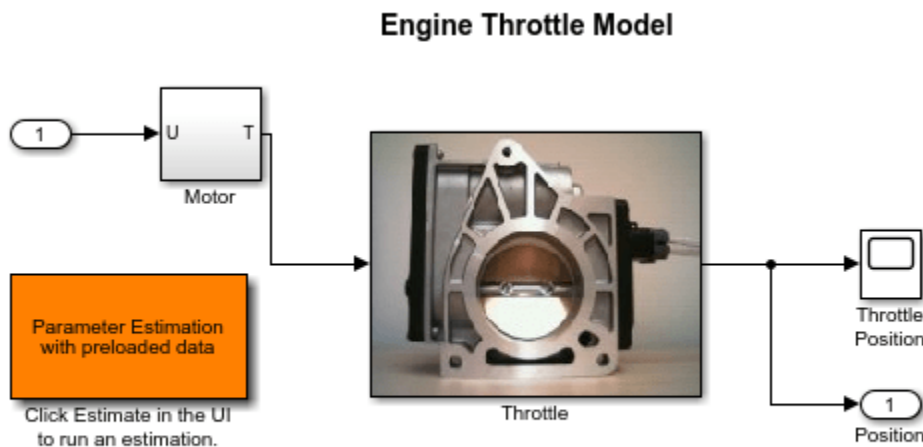 Engine Throttle Model
1
U
T
Motor
Parameter Estimation
with preloaded data
Click Estimate in the UI
to run an estimation.
Throttle
Throttle
Position
1
Position